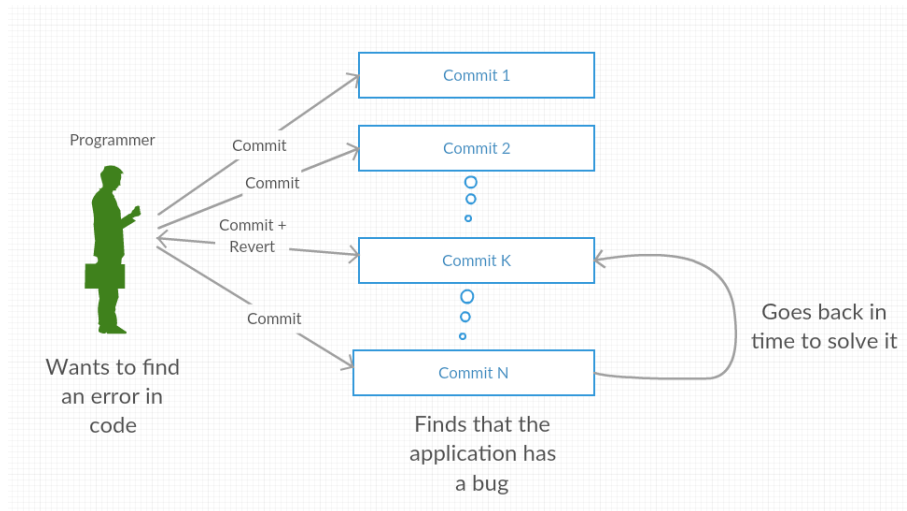 Commit 1
Programmer
Commit
Commit 2
Commit
Commit +
Revert
Commit K
Goes back in
time to solve it
Commit
Wants to find
an error in
code
Commit N
Finds that the
application has
a bug